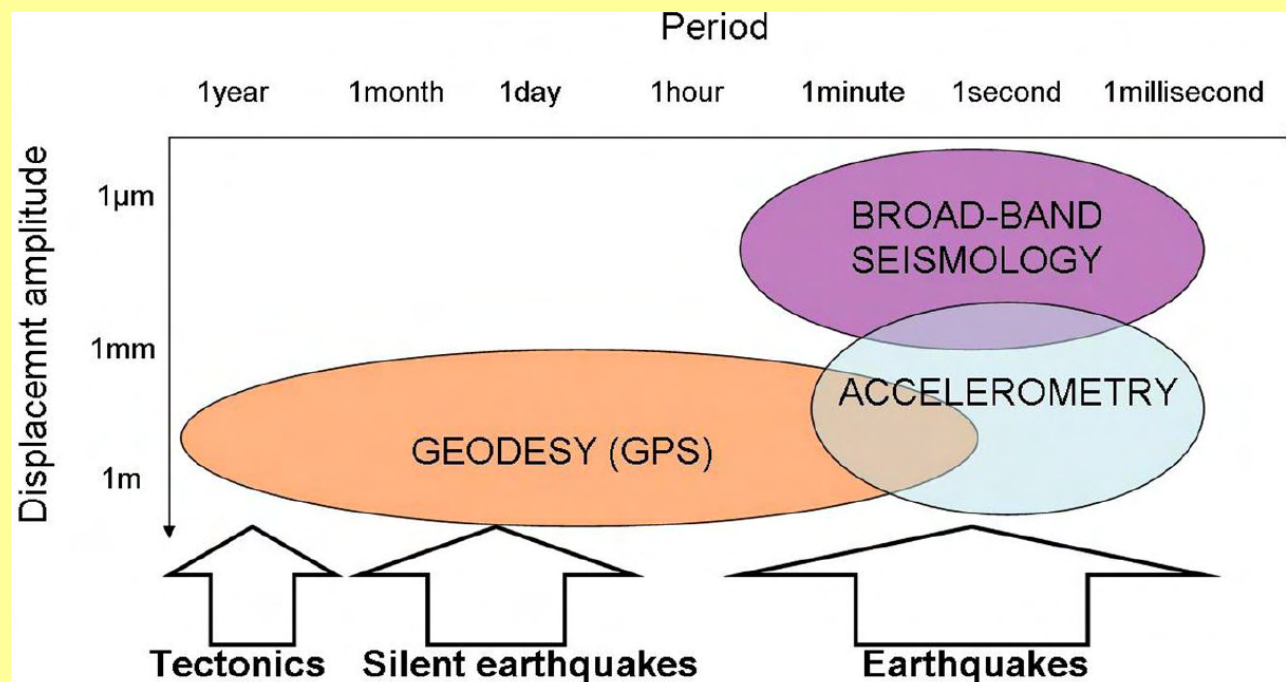 Period
1year 1month 1day 1hour 1minute 1second 1millisecond
Displacemnt amplitude
1μm
1mm
1m
BROAD-BAND
SEISMOLOGY
ACCELEROMETRY
GEODESY (GPS)
Tectonics Silent earthquakes Earthquakes